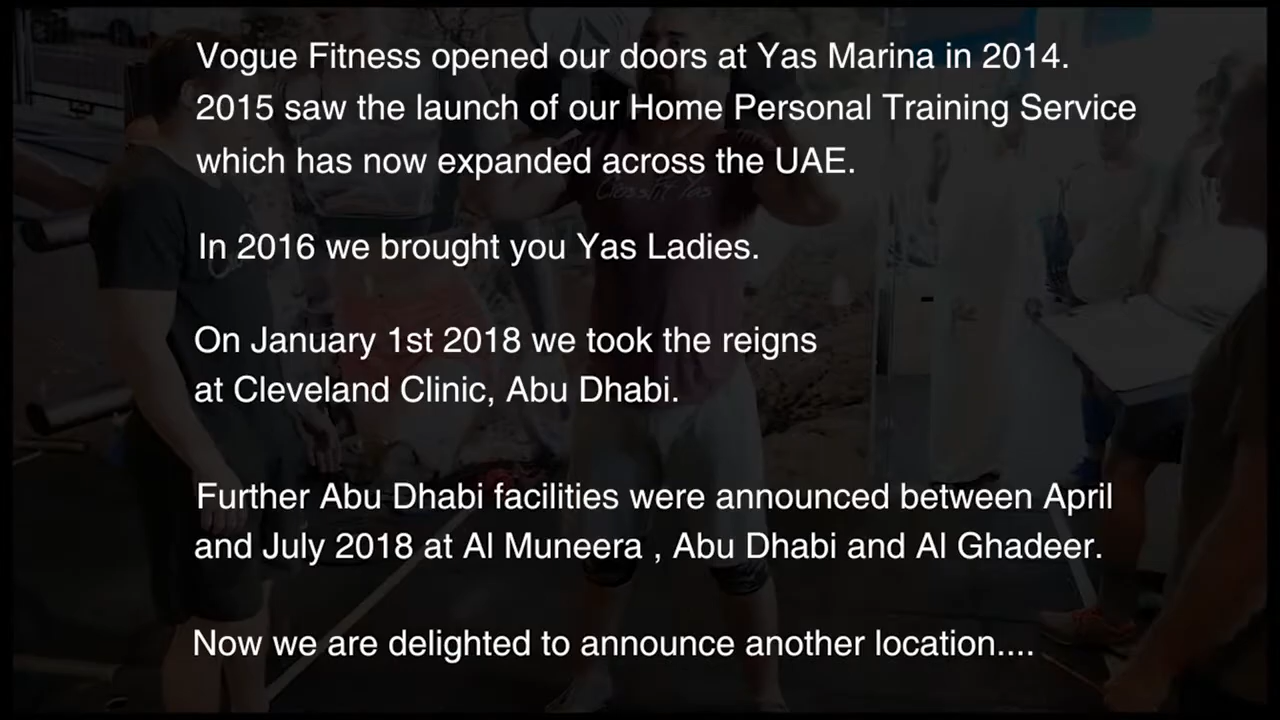 Vogue Fitness opened our doors at Yas Marina in 2014.
2015 saw the launch of our Home Personal Training Service
which has now expanded across the UAE.
In 2016 we brought you Yas Ladies.
On January 1st 2018 we took the reigns
at Cleveland Clinic, Abu Dhabi.
Further Abu Dhabi facilities were announced between April
and July 2018 at Al Muneera , Abu Dhabi and Al Ghadeer.
Now we are delighted to announce another location....
CrossFit Yas